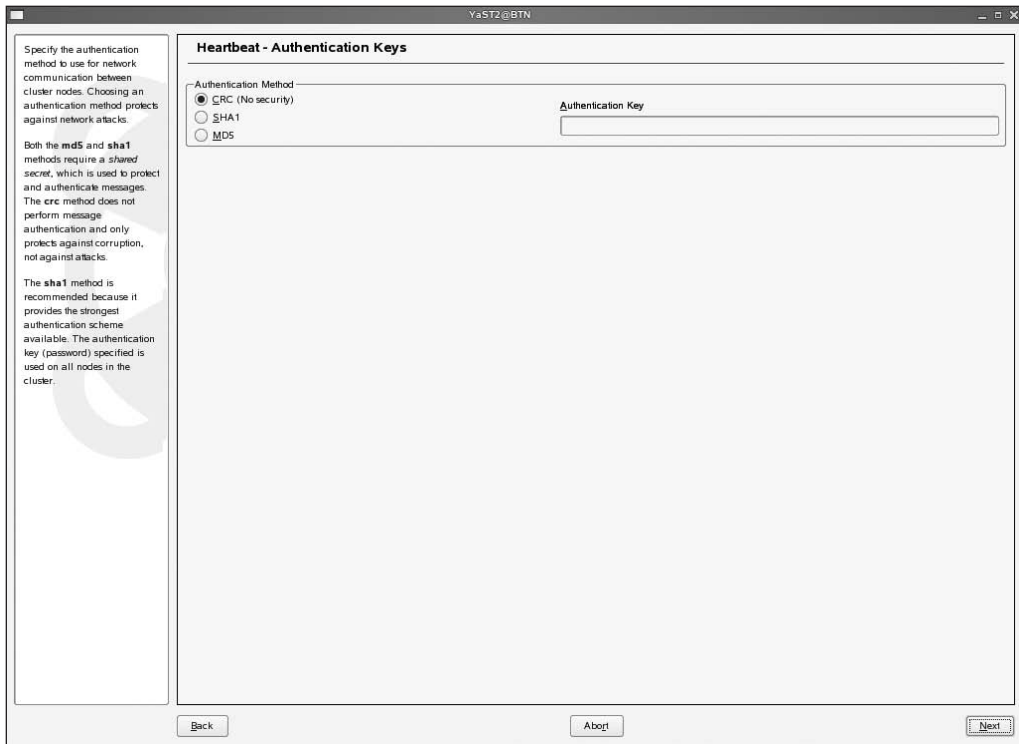 YaST2@BTN
Specify the authentication
method to use for network
communication between
cluster nodes. Choosing an
authentication method protects
against network attacks.
Both the md5 and sha1
methods require a shared
secret, which is used to protect
and authenticate messages.
The crc method does not
perform message
authentication and only
protects against corruption,
not against attacks.
The sha1 method is
recommended because it
provides the strongest
authentication scheme
available. The authentication
key (password) specified is
used on all nodes in the
cluster.
Heartbeat - Authentication Keys
Authentication Method
CRC (No security)
SHA1
MD5
Authentication Key
Back
Abort
Next